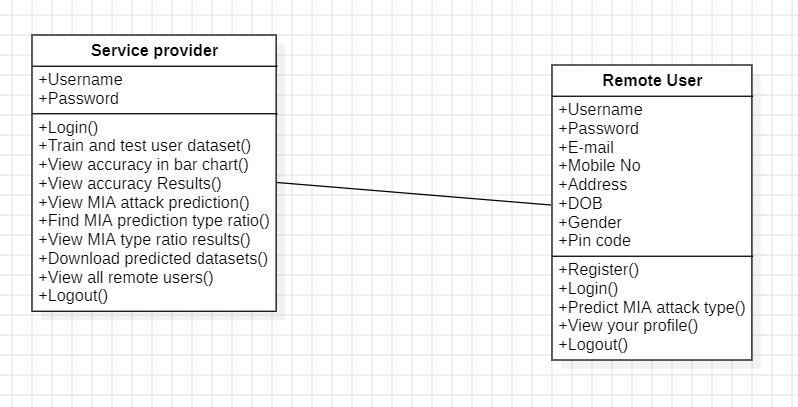 Service provider
+Username
+Password
+Login()
+Train and test user dataset()
+View accuracy in bar chart()
+View accuracy Results()
+View MIA attack prediction()
+Find MIA prediction type ratio()
+View MIA type ratio results()
+Download predicted datasets()
+View all remote users()
+Logout()
Remote User
+Username
+Password
+E-mail
+Mobile No
+Address
+DOB
+Gender
+Pin code
+Register()
+Login()
+Predict MIA attack type()
+View your profile()
+Logout()